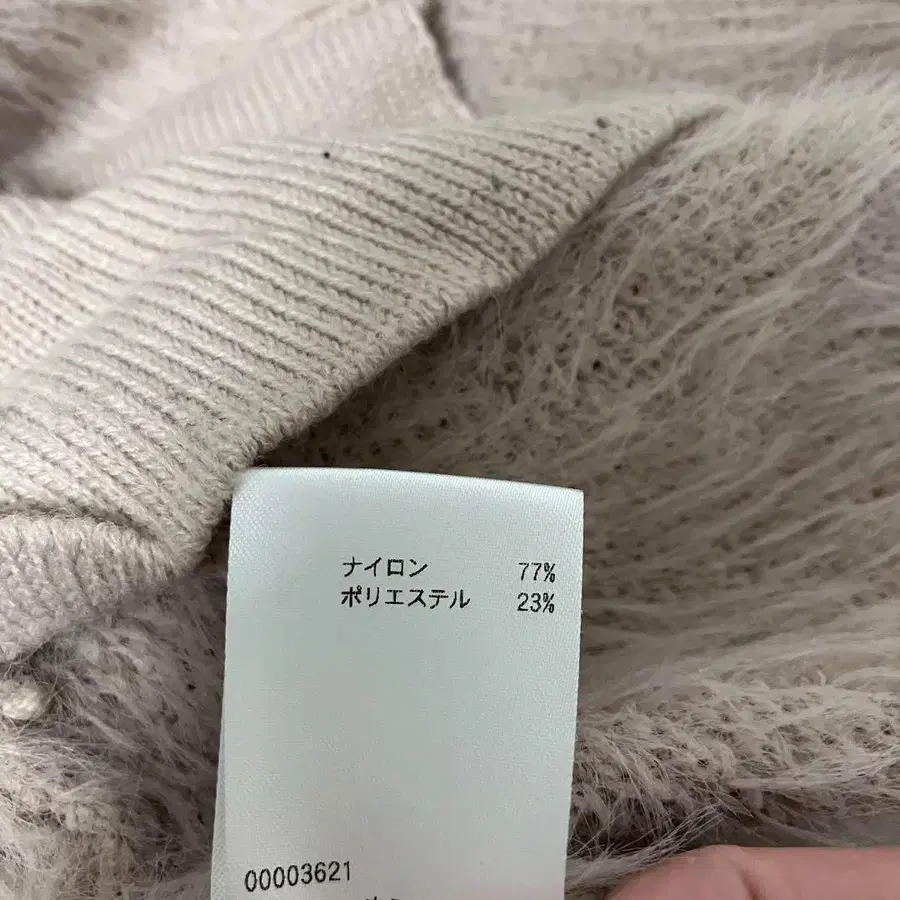 ナイロン 77%
ポリエステル 23%
00003621